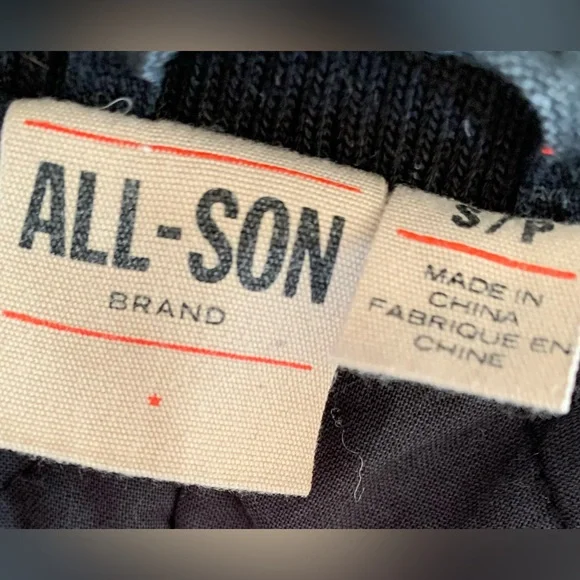 ALL-SON
BRAND
S/P
MADE IN
CHINA
FABRIQUE EN
CHINE